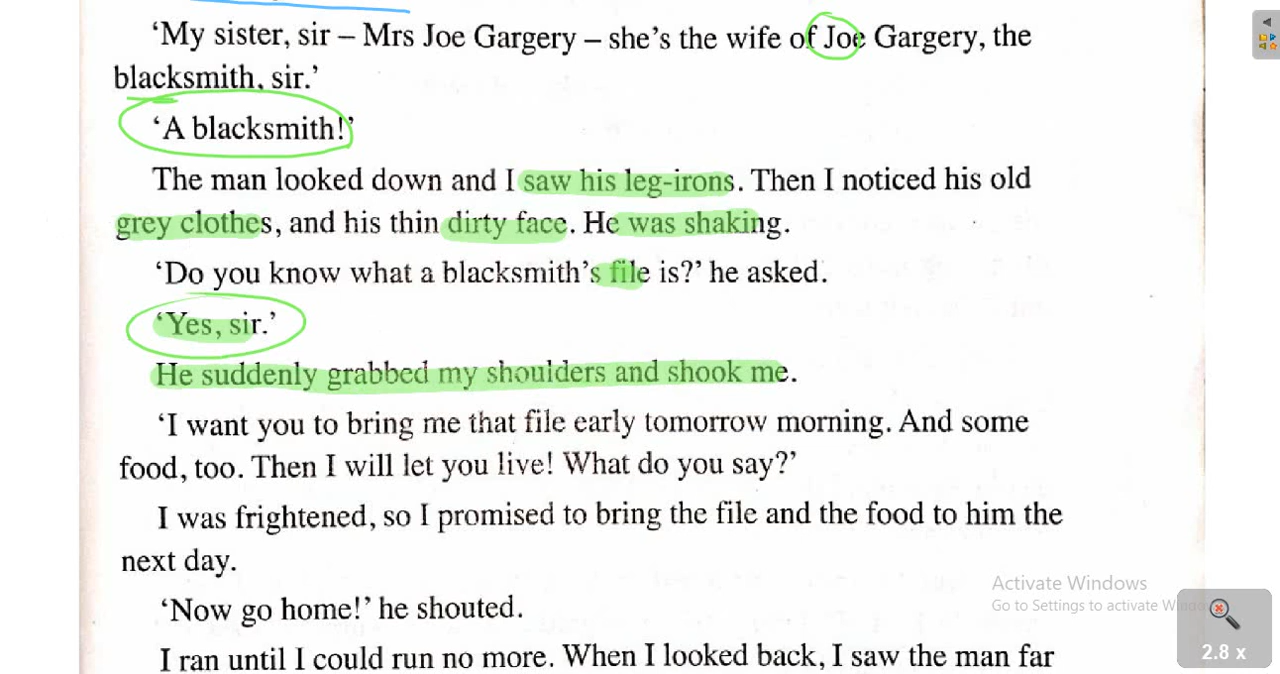 ‘My sister, sir – Mrs Joe Gargery – she’s the wife of Joe Gargery, the
blacksmith, sir.’
‘A blacksmith!’
The man looked down and I saw his leg-irons. Then I noticed his old
grey clothes, and his thin dirty face. He was shaking.
‘Do you know what a blacksmith’s file is?’ he asked.
‘Yes, sir.’
He suddenly grabbed my shoulders and shook me.
‘I want you to bring me that file early tomorrow morning. And some
food, too. Then I will let you live! What do you say?’
I was frightened, so I promised to bring the file and the food to him the
next day.
‘Now go home!’ he shouted.
I ran until I could run no more. When I looked back, I saw the man far
Activate Windows
Go to Settings to activate
2.8 x